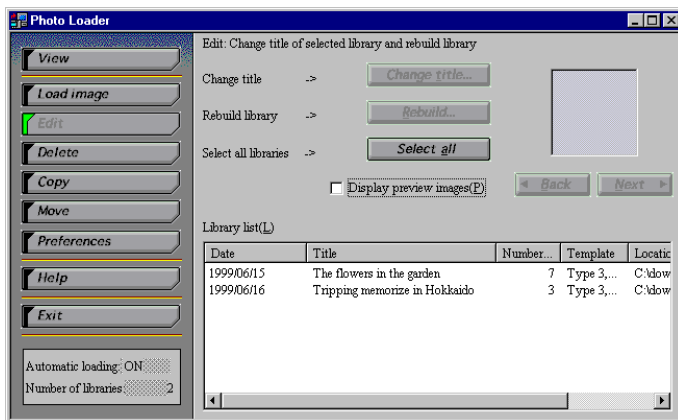 Photo Loader
View
Load image
Edit
Delete
Copy
Move
Preferences
Help
Exit
Automatic loading: ON
Number of libraries: 2
Edit: Change title of selected library and rebuild library
Change title -> Change title...
Rebuild library -> Rebuild...
Select all libraries -> Select all
Display preview images(P)
Back Next
Library list(L)
Date Title Number... Template Locatic
1999/06/15 The flowers in the garden 7 Type 3,... C:\dow
1999/06/16 Tripping memorize in Hokkaido 3 Type 3,... C:\dow